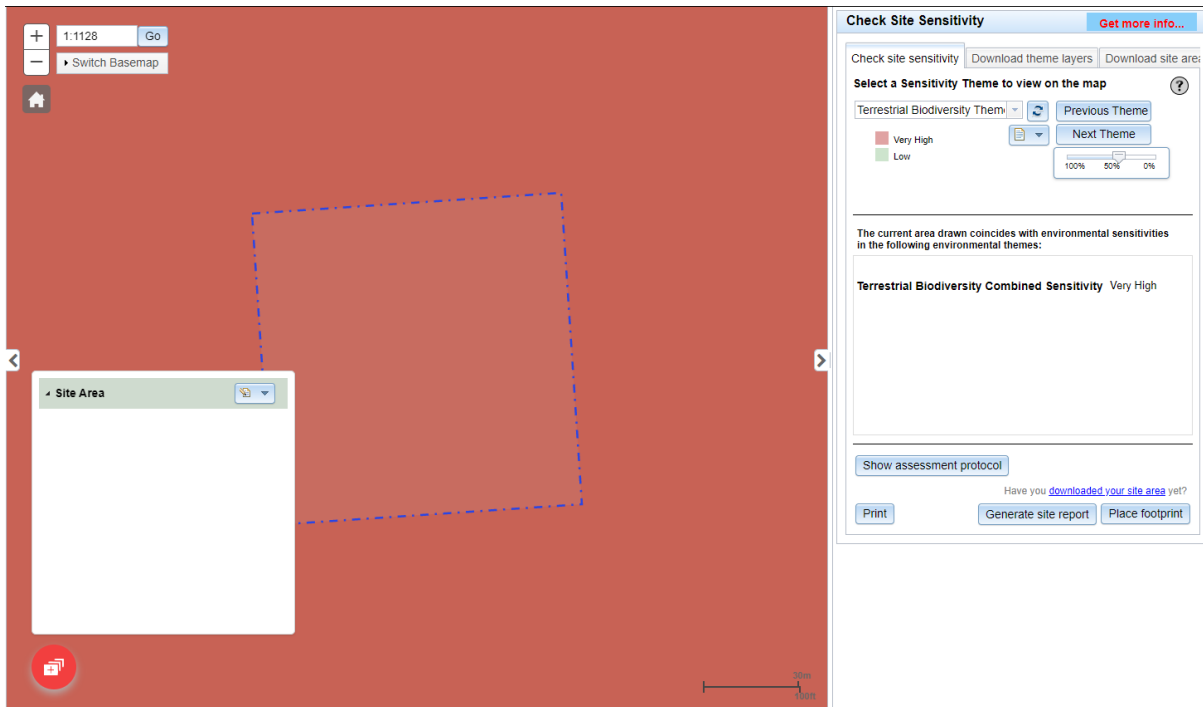 1:1128
Go
Switch Basemap
Site Area
30m
100ft
Check Site Sensitivity
Get more info...
Check site sensitivity
Download theme layers
Download site area
Select a Sensitivity Theme to view on the map
?
Terrestrial Biodiversity Them
Previous Theme
Next Theme
Very High
Low
100% 50% 0%
The current area drawn coincides with environmental sensitivities
in the following environmental themes:
Terrestrial Biodiversity Combined Sensitivity Very High
Show assessment protocol
Have you downloaded your site area yet?
Print
Generate site report
Place footprint